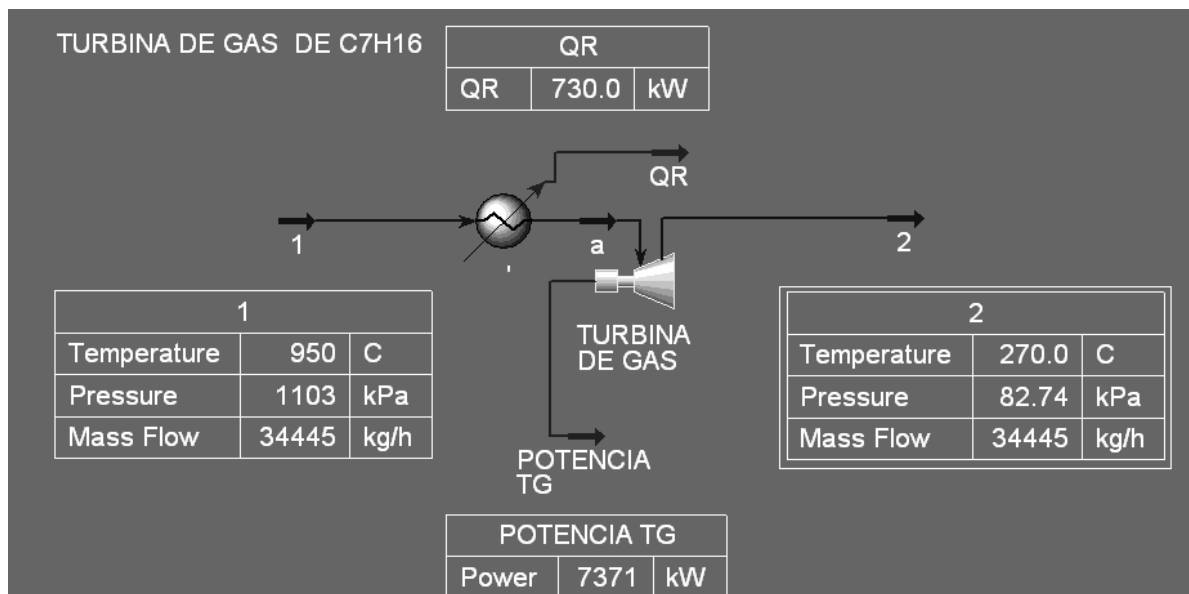 TURBINA DE GAS DE C7H16
QR
QR 730.0 kW
QR
1
a
2
'
1
Temperature 950 C
Pressure 1103 kPa
Mass Flow 34445 kg/h
TURBINA
DE GAS
2
Temperature 270.0 C
Pressure 82.74 kPa
Mass Flow 34445 kg/h
POTENCIA
TG
POTENCIA TG
Power 7371 kW